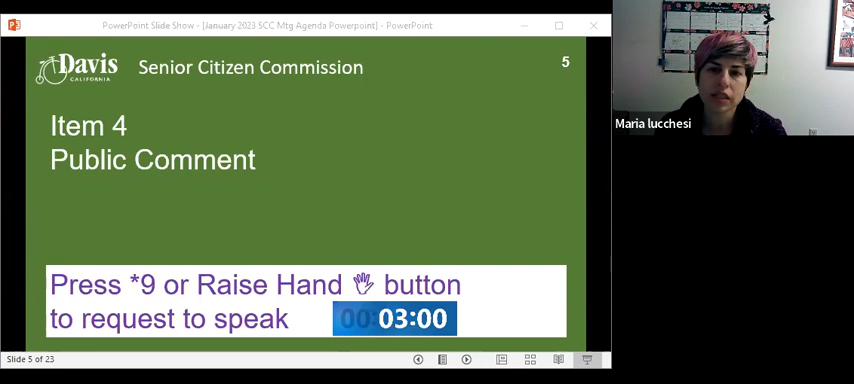 PowerPoint Slide Show - [January 2023 SCC Mtg Agenda Powerpoint] - PowerPoint
Davis
CALIFORNIA
Senior Citizen Commission
5
Item 4
Public Comment
Press *9 or Raise Hand button
to request to speak
00:03:00
Slide 5 of 23
Maria lucchesi